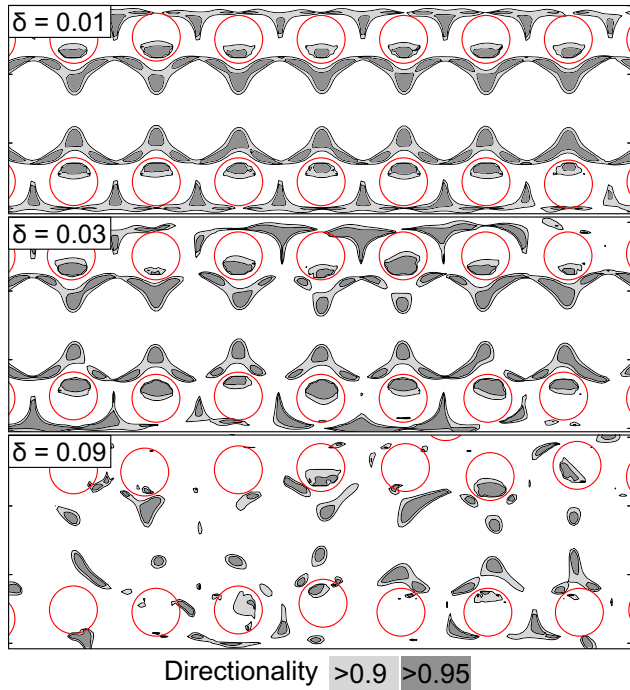 δ = 0.01
δ = 0.03
δ = 0.09
Directionality >0.9 >0.95